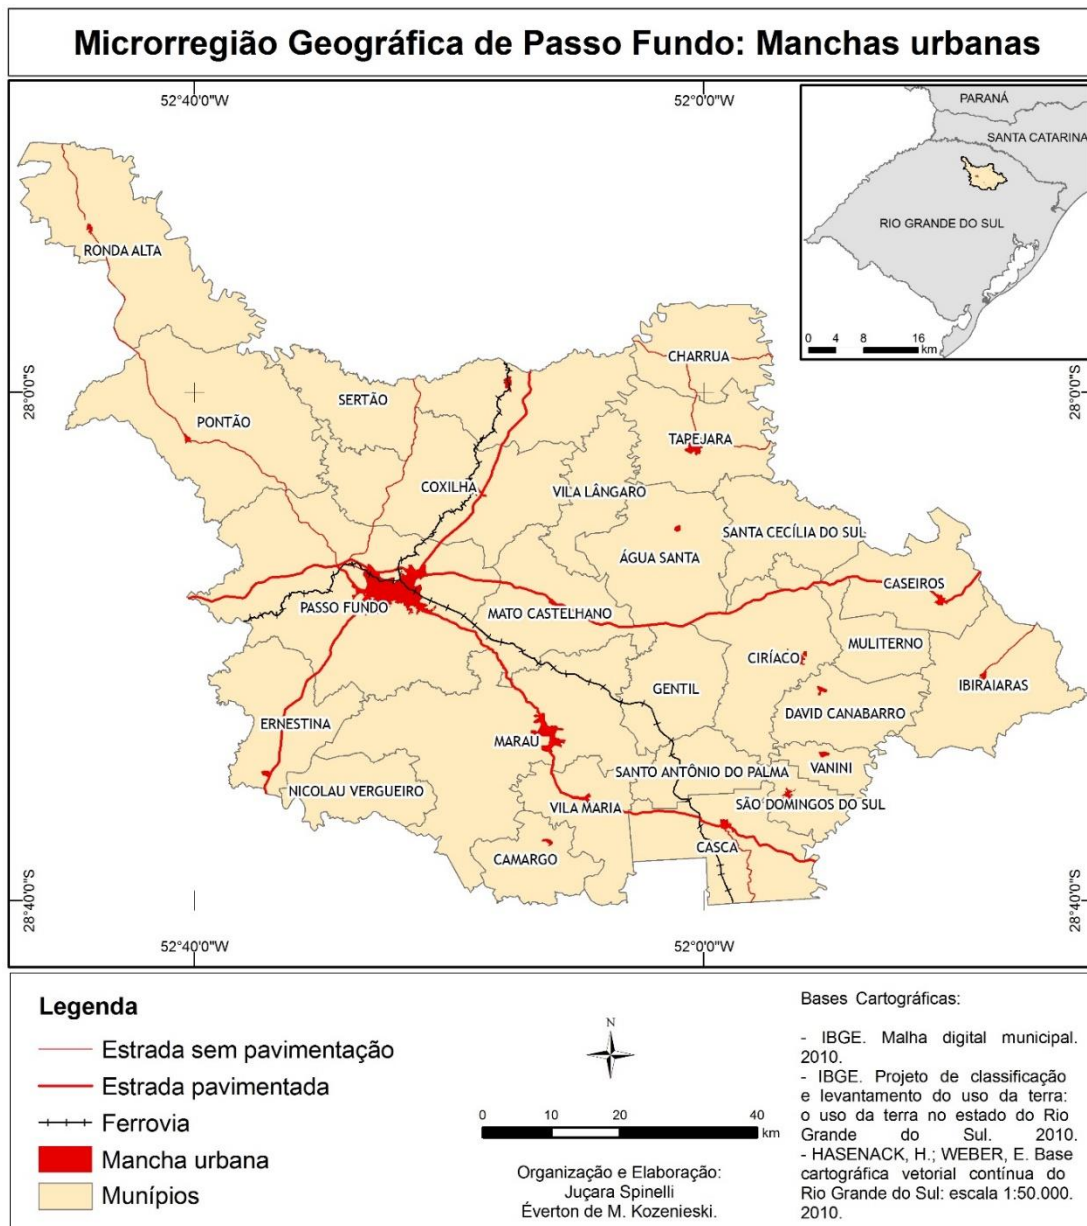 Microrregião Geográfica de Passo Fundo: Manchas urbanas
52°40'0"W
52°0'0"W
PARANÁ
SANTA CATARINA
RIO GRANDE DO SUL
0 4 8 16
km
28°0'0"S
28°0'0"S
RONDA ALTA
CHARRUA
SERTÃO
PONTÃO
TAPEJARA
COXILHA
VILA LÂNGARO
SANTA CECÍLIA DO SUL
ÁGUA SANTA
CASEIROS
PASSO FUNDO
MATO CASTELHANO
MULITERNO
CIRÍACO
GENTIL
IBIRAIARAS
DAVID CANABARRO
ERNESTINA
MARAU
VANINI
SANTO ANTÔNIO DO PALMA
NICOLAU VERGUEIRO
SÃO DOMINGOS DO SUL
VILA MARIA
CASCA
CAMARGO
28°40'0"S
28°40'0"S
52°40'0"W
52°0'0"W
Legenda
Estrada sem pavimentação
Estrada pavimentada
Ferrovia
Mancha urbana
Munípios
N
0 10 20 40
km
Organização e Elaboração:
Juçara Spinelli
Éverton de M. Kozenieski.
Bases Cartográficas:
- IBGE. Malha digital municipal.
2010.
- IBGE. Projeto de classificação
e levantamento do uso da terra:
o uso da terra no estado do Rio
Grande do Sul. 2010.
- HASENACK, H.; WEBER, E. Base
cartográfica vetorial contínua do
Rio Grande do Sul: escala 1:50.000.
2010.